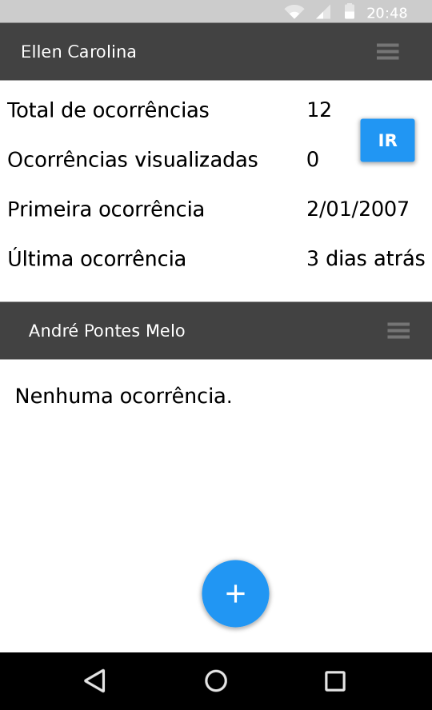 20:48
Ellen Carolina
Total de ocorrências 12
IR
Ocorrências visualizadas 0
Primeira ocorrência 2/01/2007
Última ocorrência 3 dias atrás
André Pontes Melo
Nenhuma ocorrência.
+